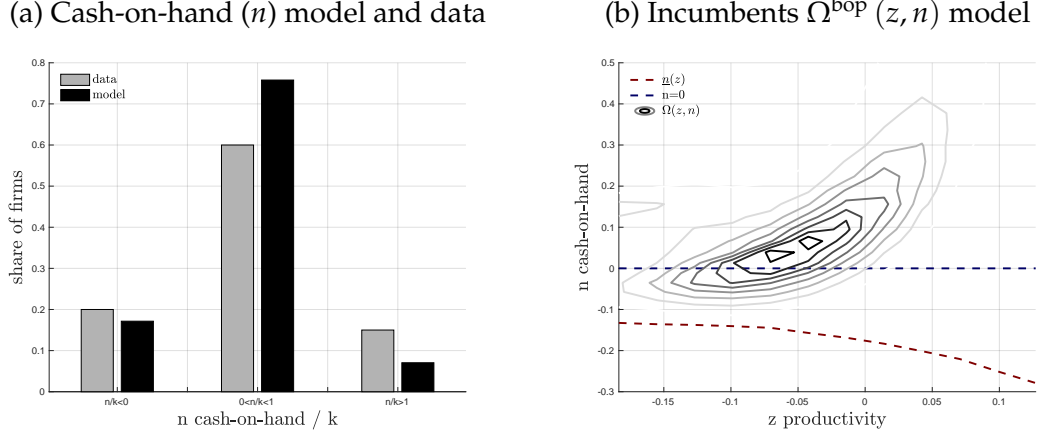 (a) Cash-on-hand (n) model and data
0.8
0.7
0.6
0.5
0.4
0.3
0.2
0.1
0
share of firms
data
model
n/k<0
0<n/k<1
n/k>1
n cash-on-hand / k
(b) Incumbents Ω^bop (z, n) model
0.5
0.4
0.3
0.2
0.1
0
-0.1
-0.2
-0.3
n cash-on-hand
n(z)
n=0
Ω(z, n)
-0.15
-0.1
-0.05
0
0.05
0.1
z productivity